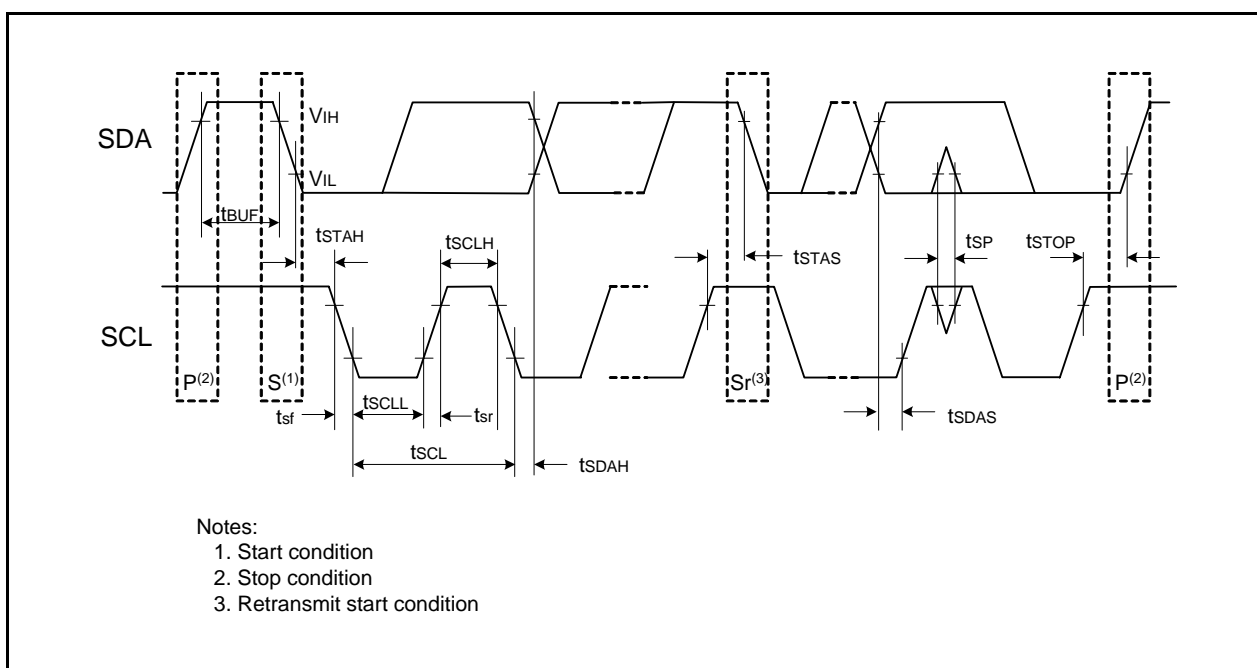 SDA
VIH
VIL
tBUF
tSTAH
tSCLH
tSTAS
tSP
tSTOP
SCL
P(2)
S(1)
Sr(3)
P(2)
tsf
tSCLL
tsr
tSDAS
tSCL
tSDAH
Notes:
1. Start condition
2. Stop condition
3. Retransmit start condition